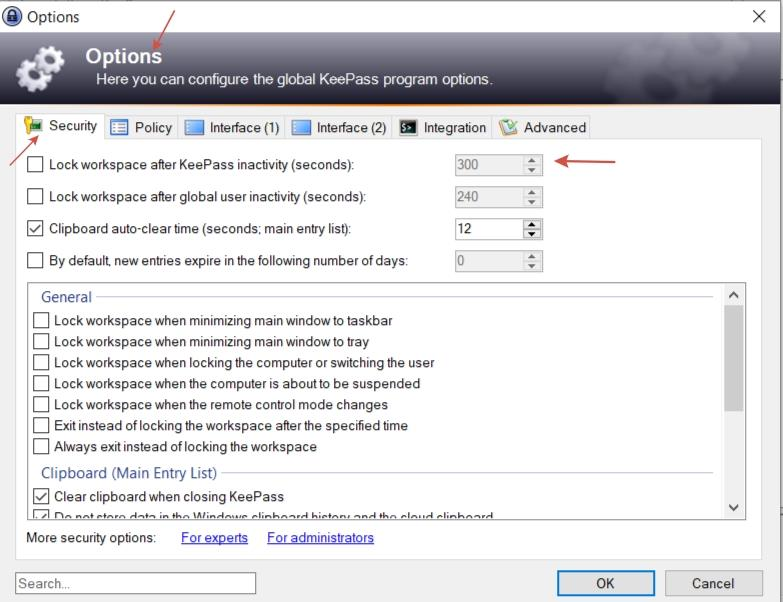 Options
Options
Here you can configure the global KeePass program options.
Security Policy Interface (1) Interface (2) Integration Advanced
Lock workspace after KeePass inactivity (seconds): 300
Lock workspace after global user inactivity (seconds): 240
Clipboard auto-clear time (seconds; main entry list): 12
By default, new entries expire in the following number of days: 0
General
Lock workspace when minimizing main window to taskbar
Lock workspace when minimizing main window to tray
Lock workspace when locking the computer or switching the user
Lock workspace when the computer is about to be suspended
Lock workspace when the remote control mode changes
Exit instead of locking the workspace after the specified time
Always exit instead of locking the workspace
Clipboard (Main Entry List)
Clear clipboard when closing KeePass
Do not store data in the Windows clipboard history and the cloud clipboard
More security options: For experts For administrators
Search... OK Cancel